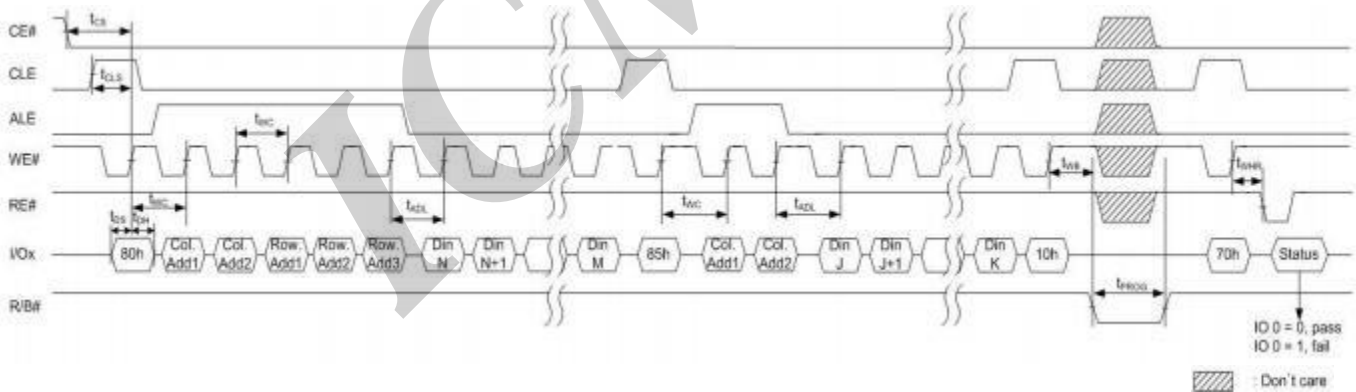 CE#
tCS
CLE
tCLS
ALE
WE#
tWC
tWB
tWHR
RE#
tDS
tDH
tWC
tADL
tWC
tADL
I/Ox
80h
Col.
Add1
Col.
Add2
Row.
Add1
Row.
Add2
Row.
Add3
Din
N
Din
N+1
Din
M
85h
Col.
Add1
Col.
Add2
Din
J
Din
J+1
Din
K
10h
70h
Status
R/B#
tPROG
IO 0 = 0, pass
IO 0 = 1, fail
: Don't care